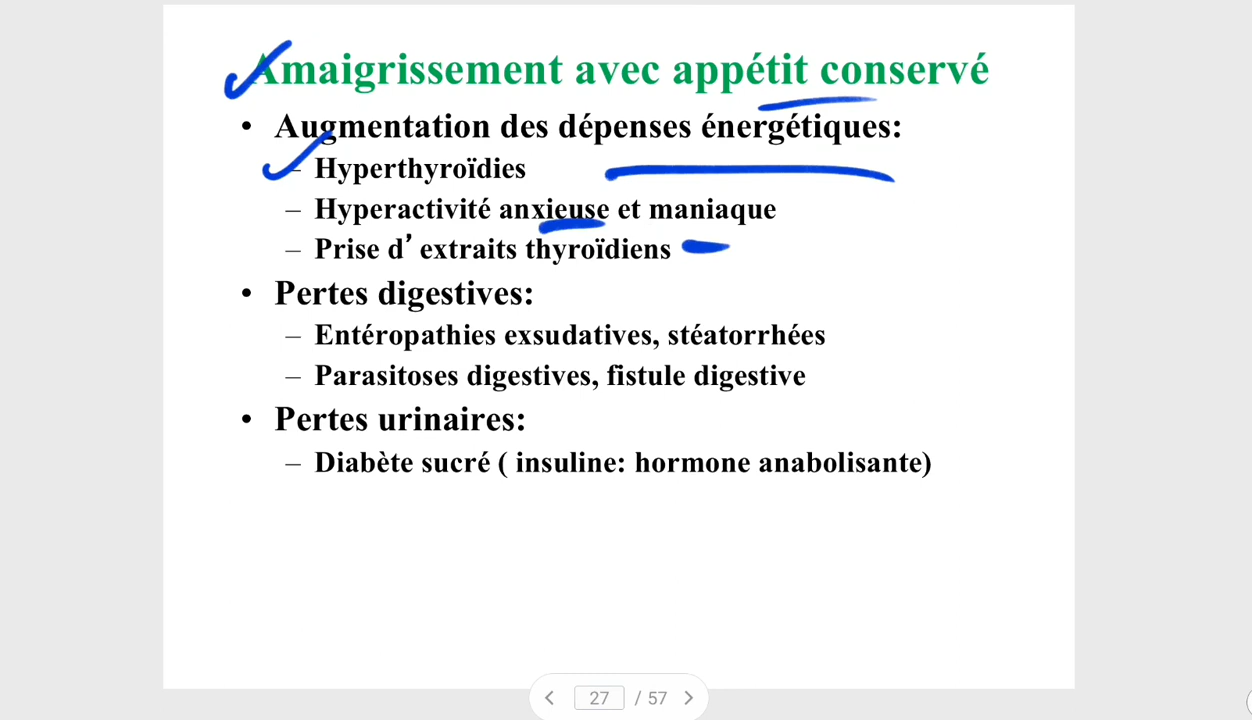 Amaigrissement avec appétit conservé
• Augmentation des dépenses énergétiques:
– Hyperthyroïdies
– Hyperactivité anxieuse et maniaque
– Prise d’ extraits thyroïdiens
• Pertes digestives:
– Entéropathies exsudatives, stéatorrhées
– Parasitoses digestives, fistule digestive
• Pertes urinaires:
– Diabète sucré ( insuline: hormone anabolisante)
27 / 57